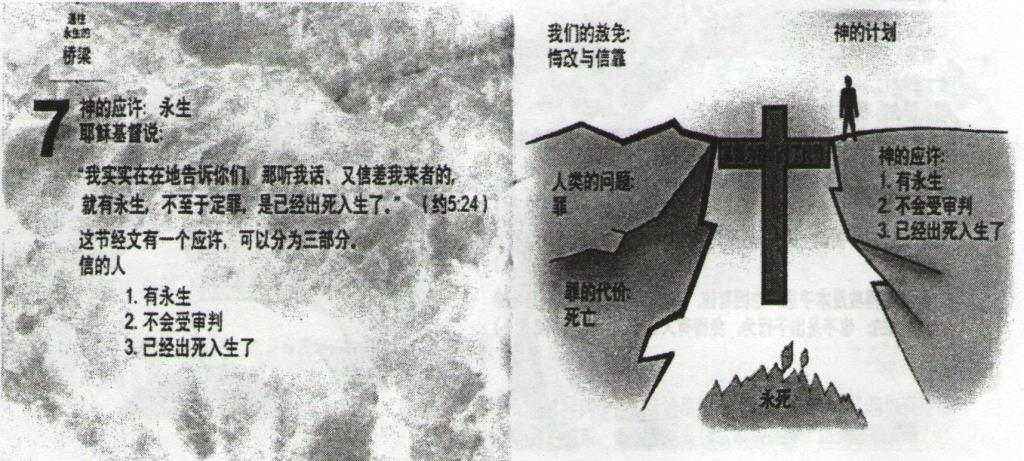 通往
永生的
桥梁
7
神的应许: 永生
耶稣基督说:
“我实实在在地告诉你们, 那听我话、又信差我来者的,
就有永生, 不至于定罪, 是已经出死入生了。” (约5:24)
这节经文有一个应许, 可以分为三部分。
信的人
1. 有永生
2. 不会受审判
3. 已经出死入生了
我们的赦免:
悔改与信靠
神的计划
人类的问题:
罪
罪的代价:
死亡
神的应许:
1. 有永生
2. 不会受审判
3. 已经出死入生了
永死